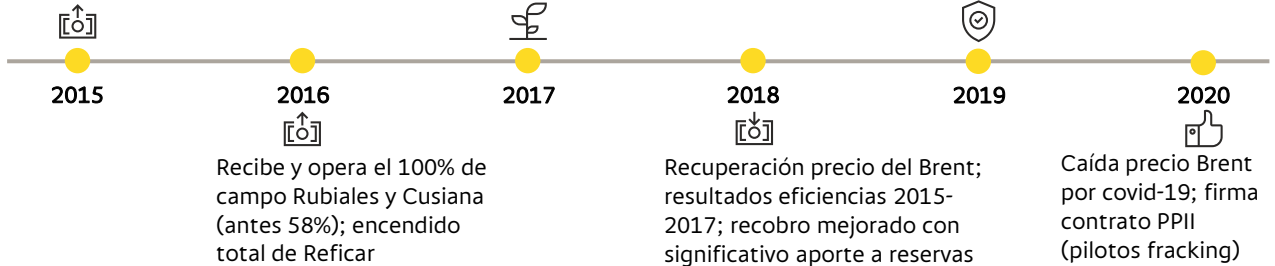 2015
2016
2017
2018
2019
2020
Recibe y opera el 100% de
campo Rubiales y Cusiana
(antes 58%); encendido
total de Reficar
Recuperación precio del Brent;
resultados eficiencias 2015-
2017; recobro mejorado con
significativo aporte a reservas
Caída precio Brent
por covid-19; firma
contrato PPII
(pilotos fracking)